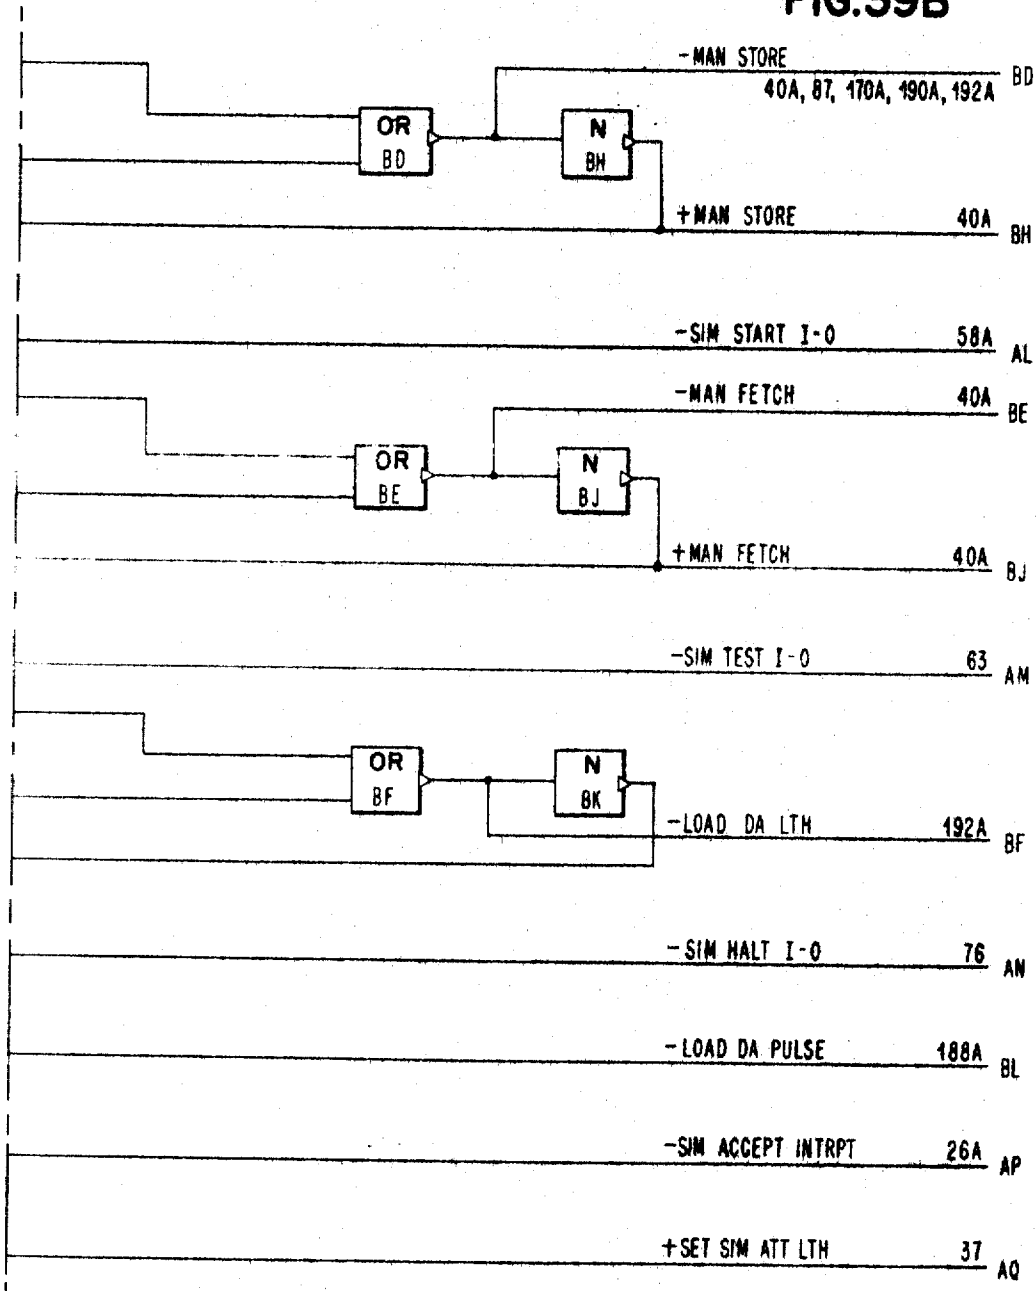 FIG.59B
-MAN STORE BD
40A, 87, 170A, 190A, 192A
OR
BD
N
BH
+MAN STORE 40A BH
-SIM START I-O 58A AL
-MAN FETCH 40A BE
OR
BE
N
BJ
+MAN FETCH 40A BJ
-SIM TEST I-O 63 AM
OR
BF
N
BK
-LOAD DA LTH 192A BF
-SIM HALT I-O 76 AN
-LOAD DA PULSE 188A BL
-SIM ACCEPT INTRPT 26A AP
+SET SIM ATT LTH 37 AQ